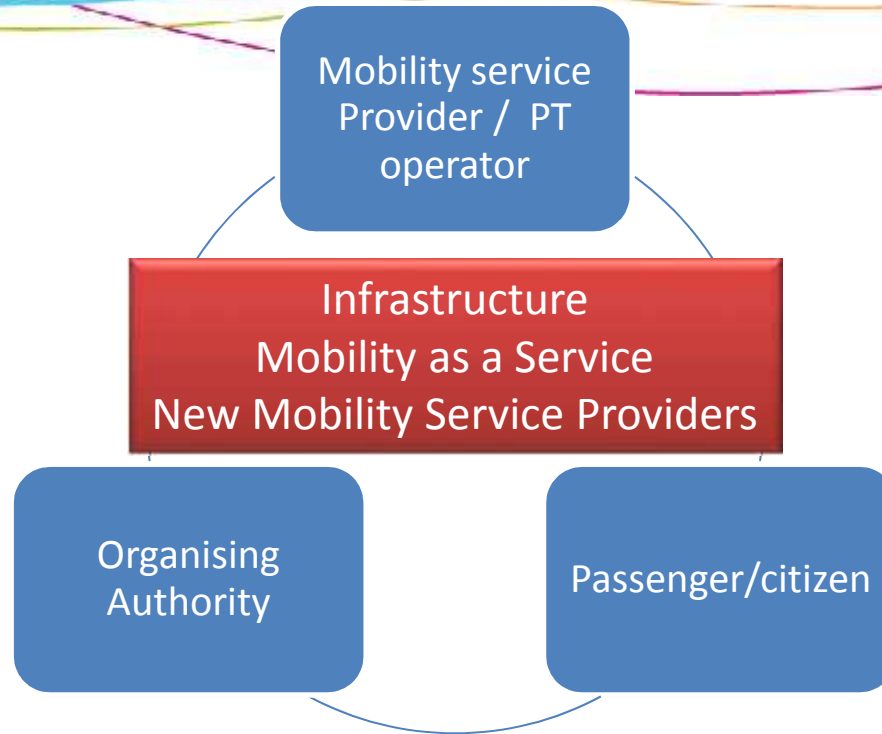 Mobility service
Provider / PT
operator
Infrastructure
Mobility as a Service
New Mobility Service Providers
Organising
Authority
Passenger/citizen